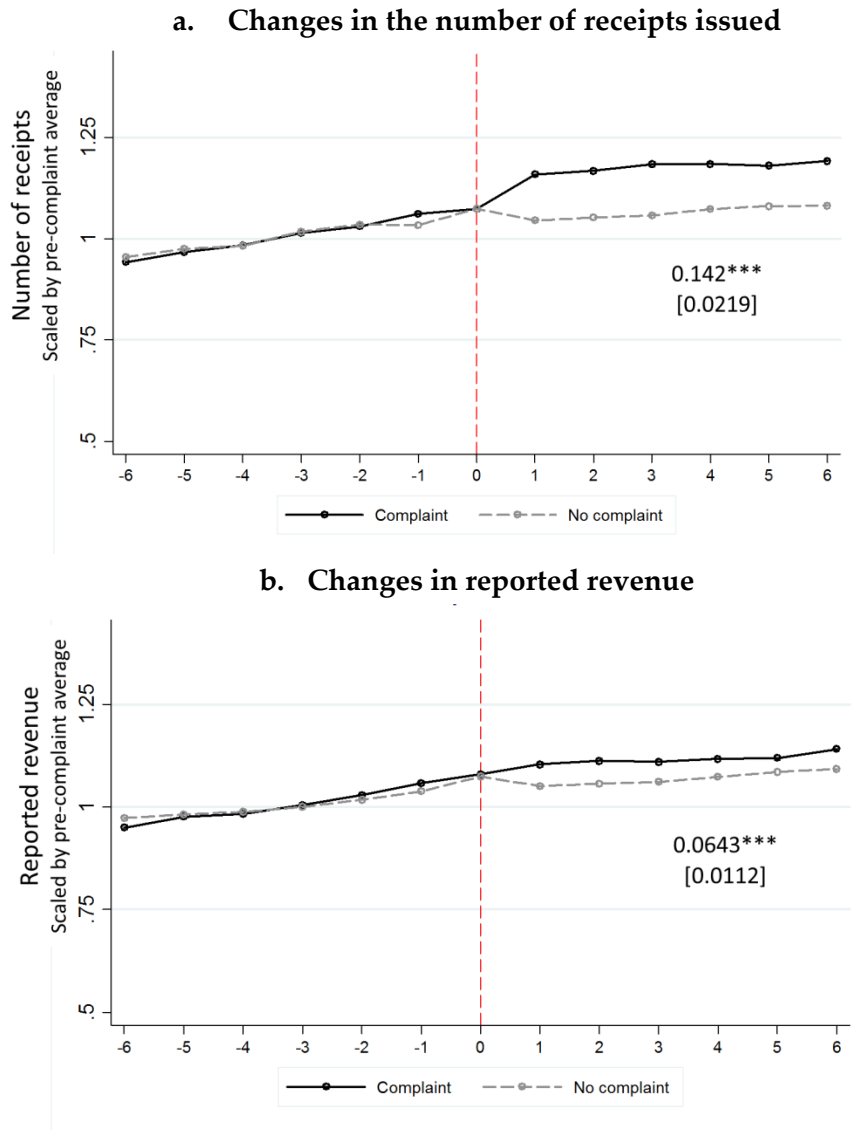 a. Changes in the number of receipts issued
Number of receipts
Scaled by pre-complaint average
1.25
1
.75
.5
0.142***
[0.0219]
-6 -5 -4 -3 -2 -1 0 1 2 3 4 5 6
Complaint No complaint
b. Changes in reported revenue
Reported revenue
Scaled by pre-complaint average
1.25
1
.75
.5
0.0643***
[0.0112]
-6 -5 -4 -3 -2 -1 0 1 2 3 4 5 6
Complaint No complaint